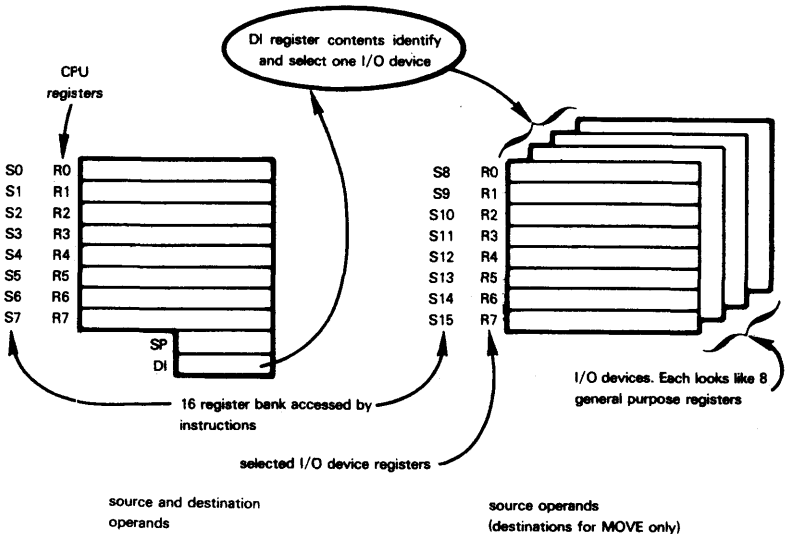 DI register contents identify
and select one I/O device
CPU
registers
S0 R0
S1 R1
S2 R2
S3 R3
S4 R4
S5 R5
S6 R6
S7 R7
SP
DI
S8 R0
S9 R1
S10 R2
S11 R3
S12 R4
S13 R5
S14 R6
S15 R7
16 register bank accessed by
instructions
I/O devices. Each looks like 8
general purpose registers
selected I/O device registers
source and destination
operands
source operands
(destinations for MOVE only)